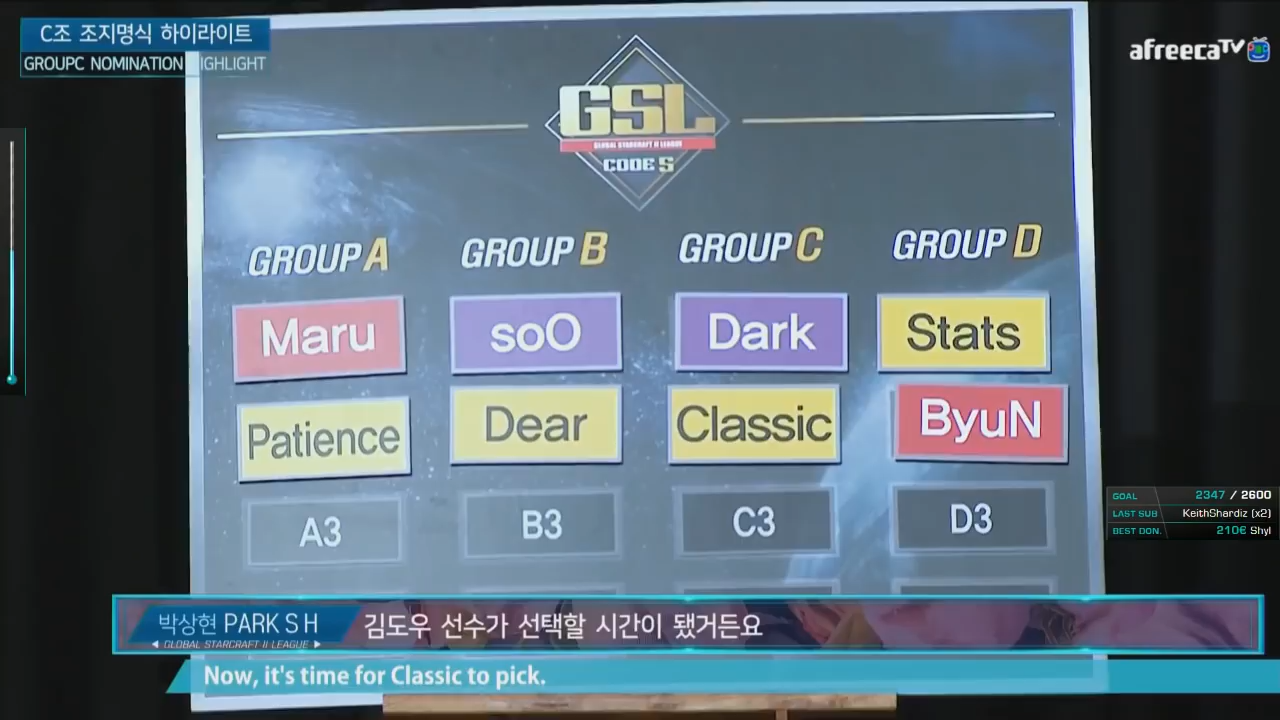 C조 조지명식 하이라이트
GROUPC NOMINATION HIGHLIGHT
afreecaTV
GSL
GLOBAL STARCRAFT II LEAGUE
CODE S
GROUP A
GROUP B
GROUP C
GROUP D
Maru
soO
Dark
Stats
Patience
Dear
Classic
ByuN
A3
B3
C3
D3
GOAL 2347 / 2600
LAST SUB KeithShardiz (x2)
BEST DON. 210€ Shyl
박상현 PARK S H
GLOBAL STARCRAFT II LEAGUE
김도우 선수가 선택할 시간이 됐거든요
Now, it's time for Classic to pick.